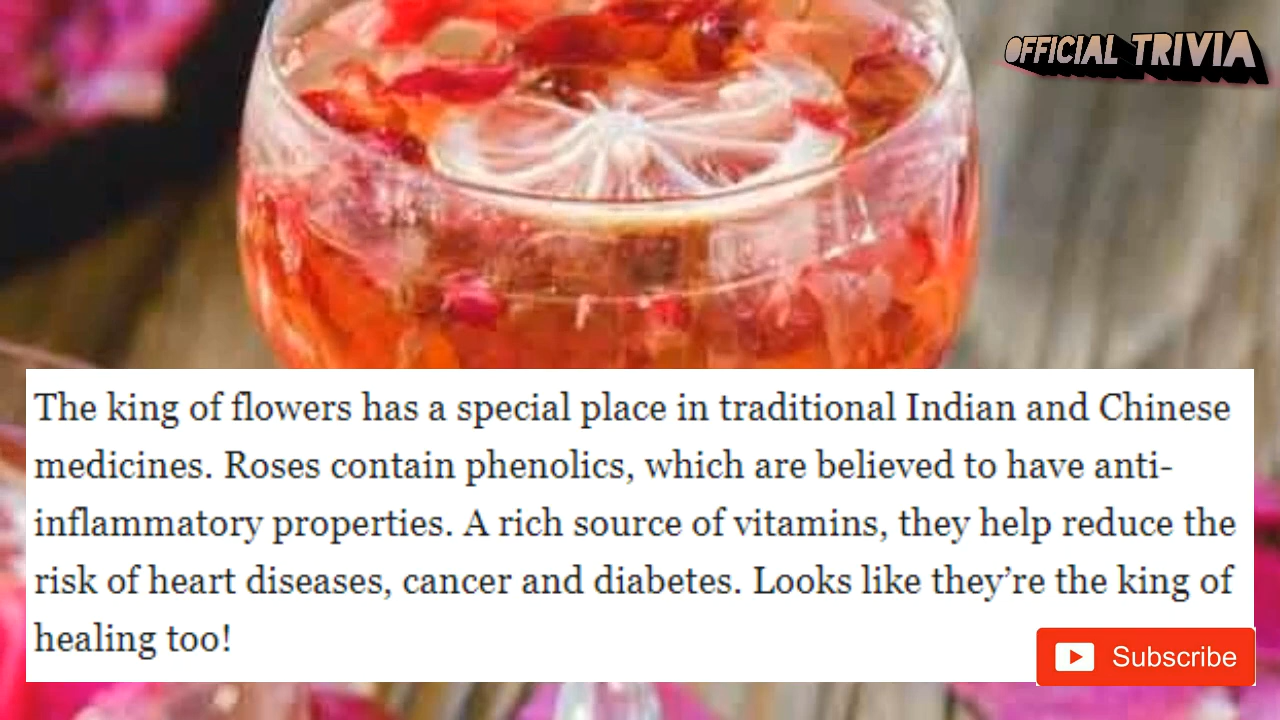 OFFICIAL TRIVIA
The king of flowers has a special place in traditional Indian and Chinese
medicines. Roses contain phenolics, which are believed to have anti-
inflammatory properties. A rich source of vitamins, they help reduce the
risk of heart diseases, cancer and diabetes. Looks like they’re the king of
healing too!
Subscribe